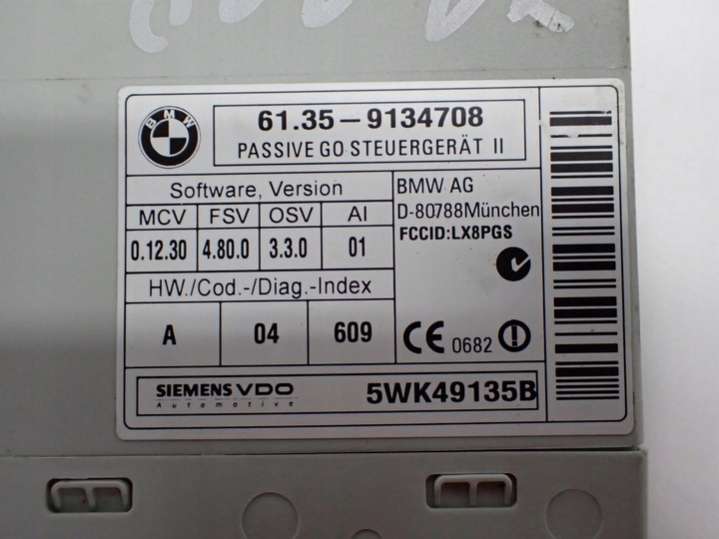 BMW
61.35-9134708
PASSIVE GO STEUERGERÄT II
Software, Version
MCV FSV OSV AI
0.12.30 4.80.0 3.3.0 01
HW./Cod.-/Diag.-Index
A 04 609
BMW AG
D-80788München
FCCID:LX8PGS
CE 0682
SIEMENS VDO
Automotive
5WK49135B